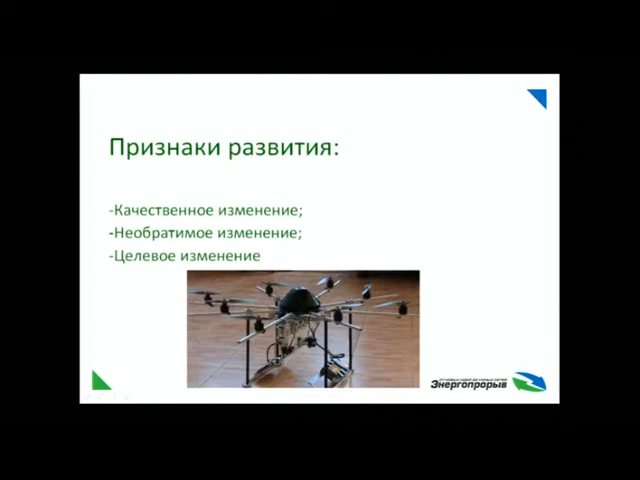 Признаки развития:
-Качественное изменение;
-Необратимое изменение;
-Целевое изменение
Энергопрорыв